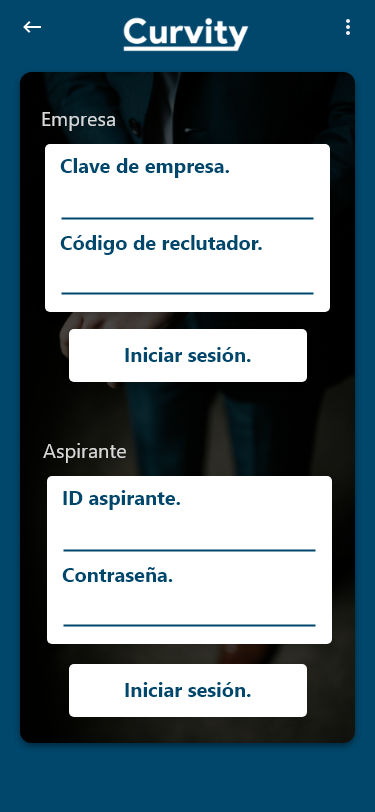 Curvity
Empresa
Clave de empresa.
Código de reclutador.
Iniciar sesión.
Aspirante
ID aspirante.
Contraseña.
Iniciar sesión.